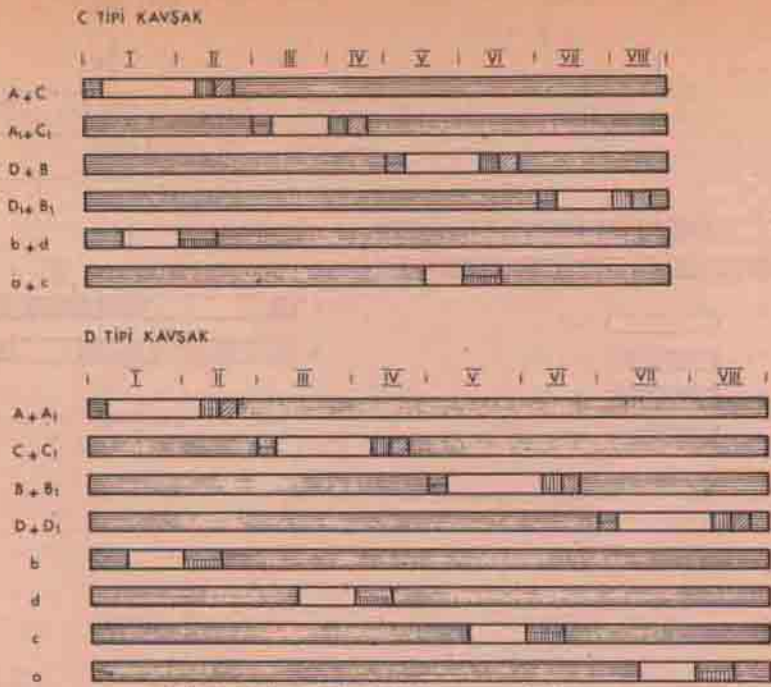 C TİPİ KAVŞAK
I II III IV V VI VII VIII
A+C
A₁+C₁
D+B
D₁+B₁
b+d
a+c
D TİPİ KAVŞAK
I II III IV V VI VII VIII
A+A₁
C+C₁
B+B₁
D+D₁
b
d
c
a